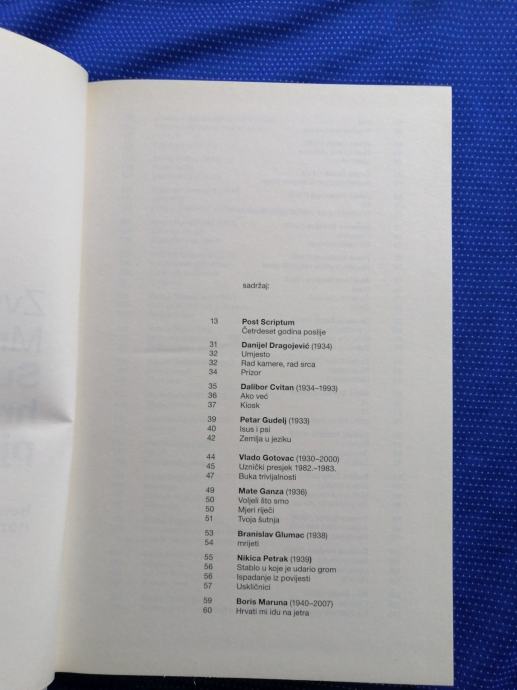 sadržaj:
13 Post Scriptum
Četrdeset godina poslije
31 Danijel Dragojević (1934)
32 Umjesto
32 Rad kamere, rad srca
34 Prizor
35 Dalibor Cvitan (1934–1993)
36 Ako već
37 Kiosk
39 Petar Gudelj (1933)
40 Isus i psi
42 Zemlja u jeziku
44 Vlado Gotovac (1930–2000)
45 Uznički presjek 1982.–1983.
47 Buka trivijalnosti
49 Mate Ganza (1936)
50 Voljeli što smo
50 Mjeri riječi
51 Tvoja šutnja
53 Branislav Glumac (1938)
54 mrijeti
55 Nikica Petrak (1939)
56 Stablo u koje je udario grom
56 Ispadanje iz povijesti
57 Uskličnici
59 Boris Maruna (1940–2007)
60 Hrvati mi idu na jetra